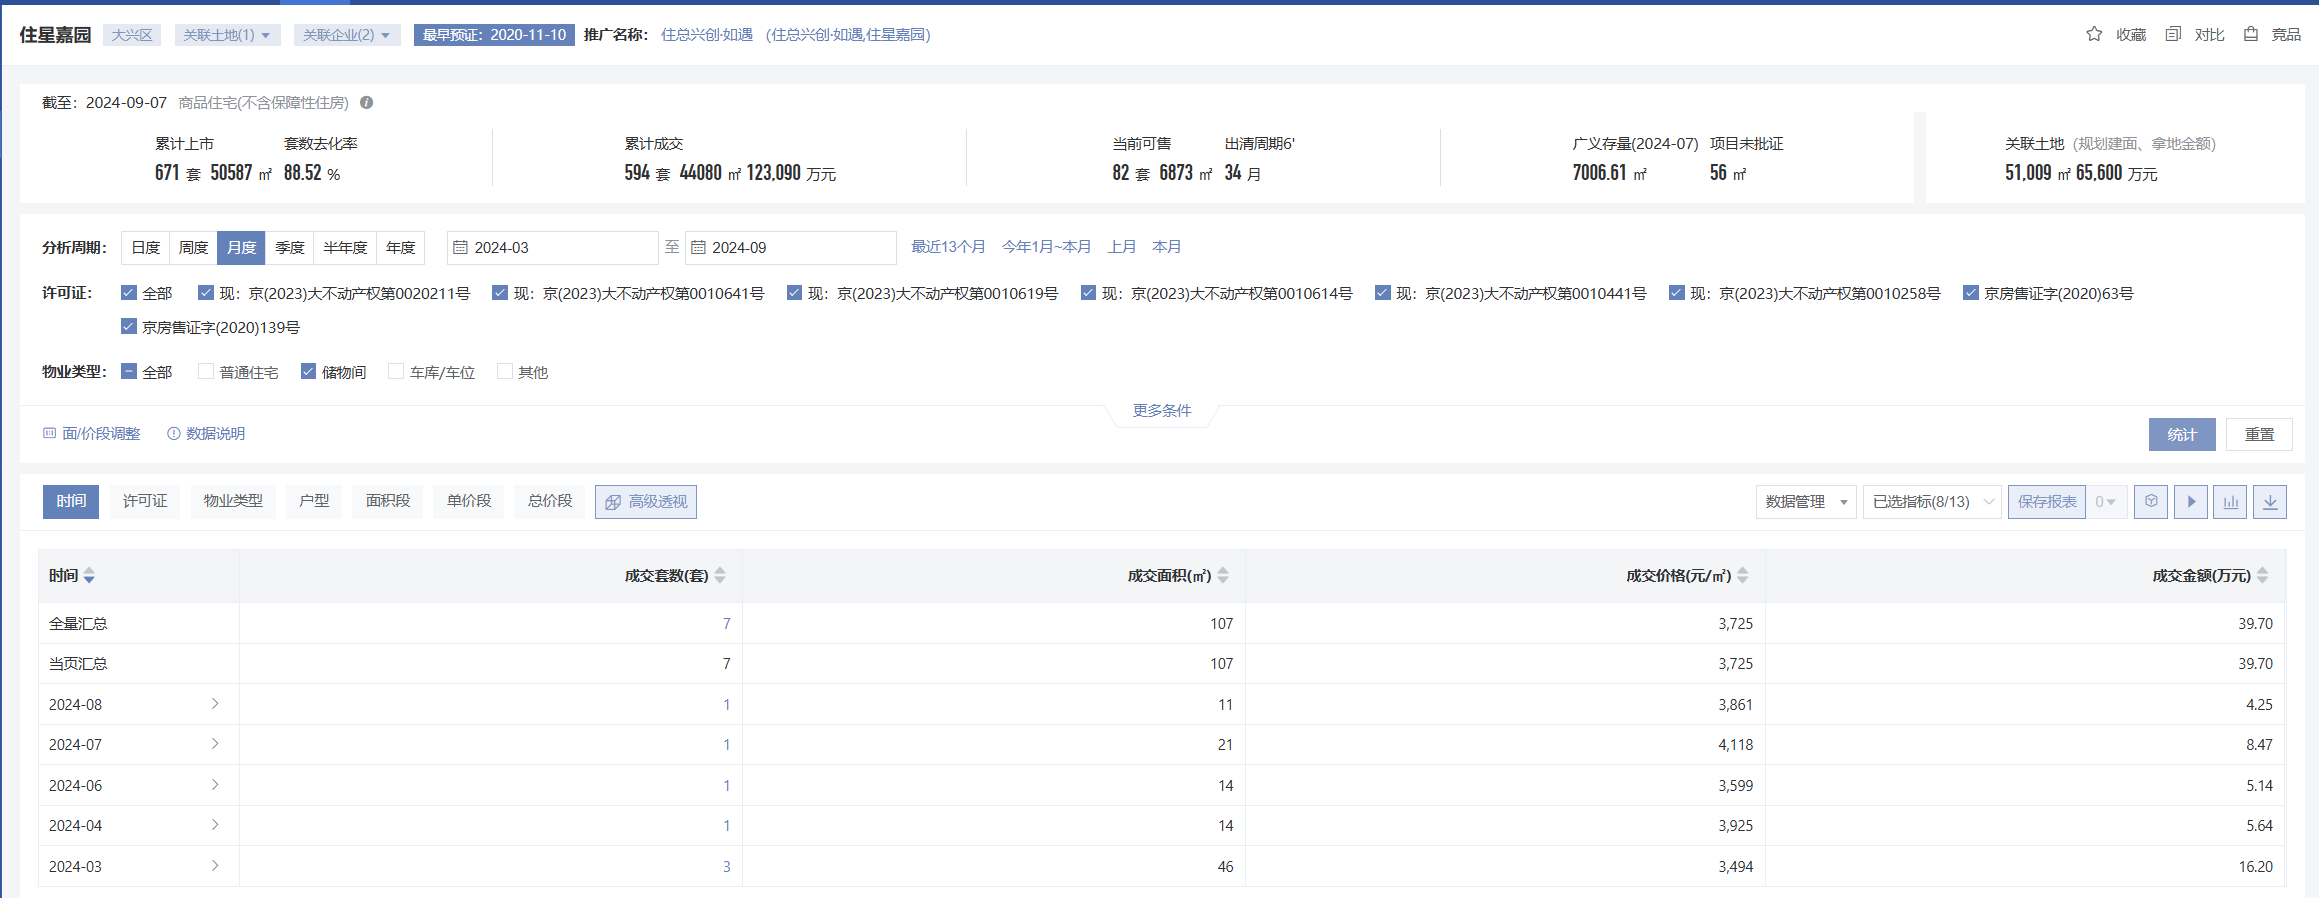 住星嘉园 大兴区 关联土地(1) 关联企业(2) 最早预证：2020-11-10 推广名称： 住总兴创·如遇 (住总兴创·如遇,住星嘉园) 收藏 对比 竞品
截至：2024-09-07 商品住宅(不含保障性住房)
累计上市 套数去化率 累计成交 当前可售 出清周期6' 广义存量(2024-07) 项目未批证 关联土地 (规划建面、拿地金额)
671 套 50587 ㎡ 88.52 % 594 套 44080 ㎡ 123,090 万元 82 套 6873 ㎡ 34 月 7006.61 ㎡ 56 ㎡ 51,009 ㎡ 65,600 万元
分析周期： 日度 周度 月度 季度 半年度 年度 2024-03 至 2024-09 最近13个月 今年1月~本月 上月 本月
许可证： 全部 现：京(2023)大不动产权第0020211号 现：京(2023)大不动产权第0010641号 现：京(2023)大不动产权第0010619号 现：京(2023)大不动产权第0010614号 现：京(2023)大不动产权第0010441号 现：京(2023)大不动产权第0010258号 京房售证字(2020)63号
京房售证字(2020)139号
物业类型： 全部 普通住宅 储物间 车库/车位 其他
更多条件
面/价段调整 数据说明 统计 重置
时间 许可证 物业类型 户型 面积段 单价段 总价段 高级透视 数据管理 已选指标(8/13) 保存报表 0
时间 成交套数(套) 成交面积(㎡) 成交价格(元/㎡) 成交金额(万元)
全量汇总 7 107 3,725 39.70
当页汇总 7 107 3,725 39.70
2024-08 1 11 3,861 4.25
2024-07 1 21 4,118 8.47
2024-06 1 14 3,599 5.14
2024-04 1 14 3,925 5.64
2024-03 3 46 3,494 16.20